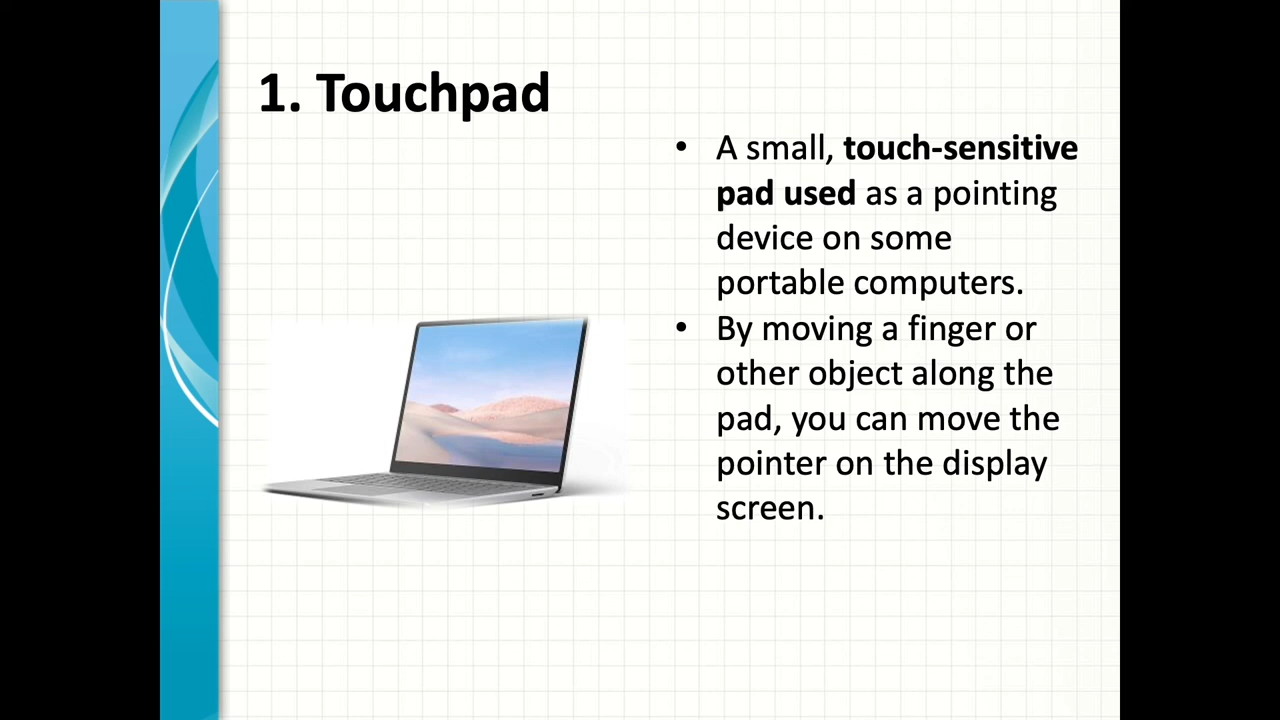 1. Touchpad
• A small, touch-sensitive
pad used as a pointing
device on some
portable computers.
• By moving a finger or
other object along the
pad, you can move the
pointer on the display
screen.